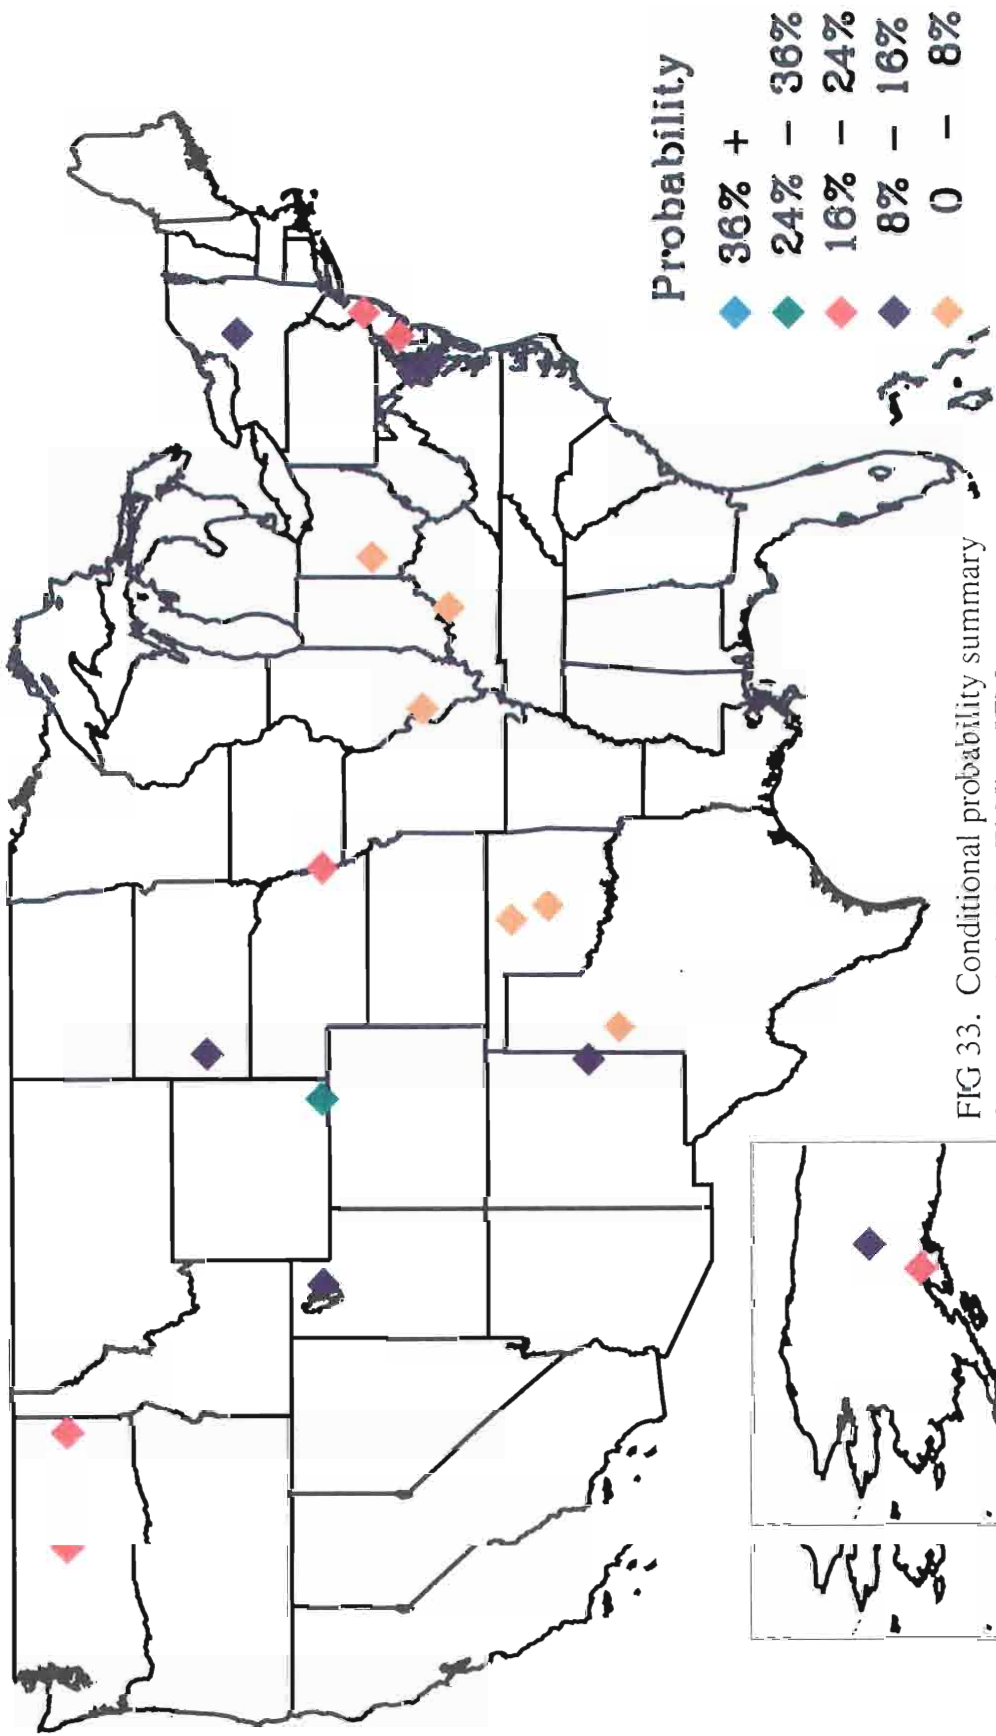 Probability
36% +
24% - 36%
16% - 24%
8% - 16%
0 - 8%
FIG 33. Conditional probability summary